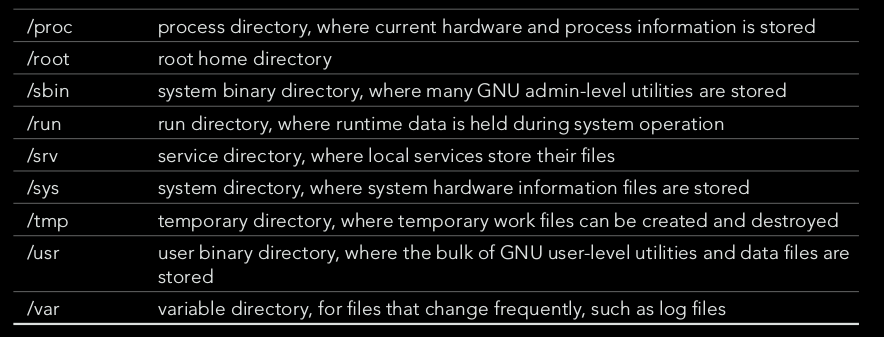 /proc process directory, where current hardware and process information is stored
/root root home directory
/sbin system binary directory, where many GNU admin-level utilities are stored
/run run directory, where runtime data is held during system operation
/srv service directory, where local services store their files
/sys system directory, where system hardware information files are stored
/tmp temporary directory, where temporary work files can be created and destroyed
/usr user binary directory, where the bulk of GNU user-level utilities and data files are
stored
/var variable directory, for files that change frequently, such as log files